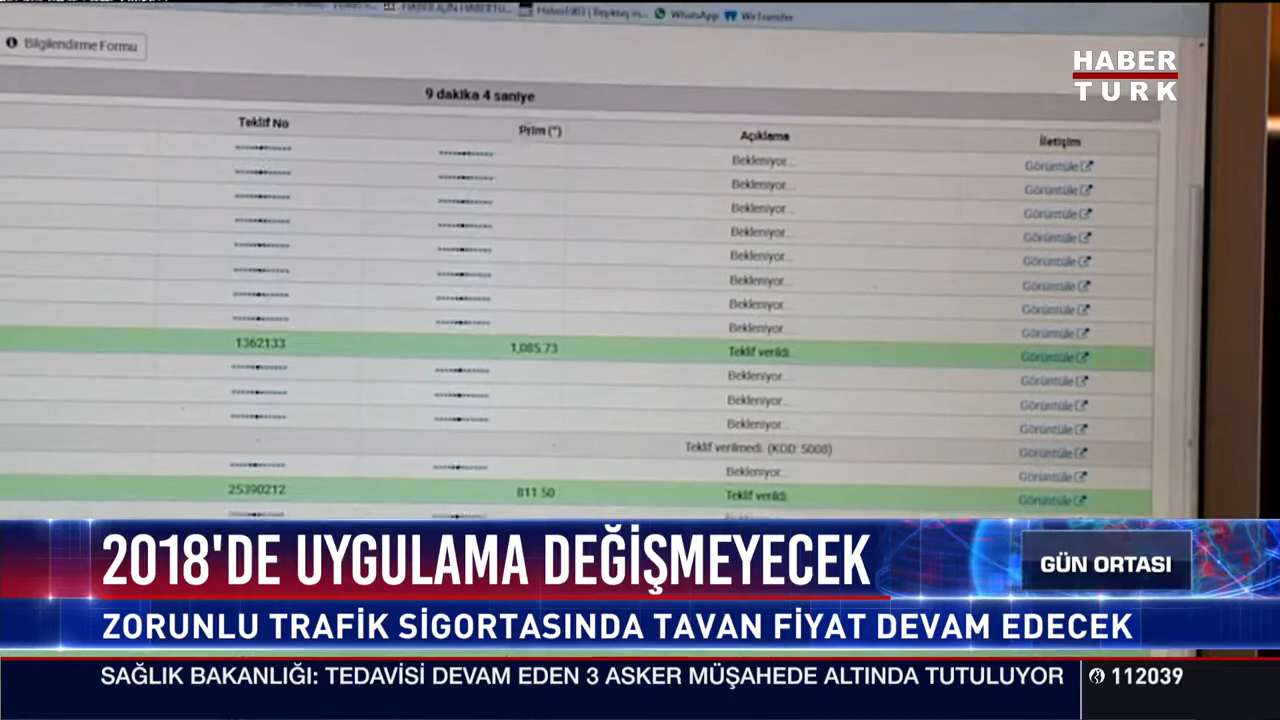 WhatsApp WeTransfer
Bilgilendirme Formu
HABER
TURK
9 dakika 4 saniye
Teklif No Prim (*) Açıklama İletişim
Bekleniyor... Görüntüle
Bekleniyor... Görüntüle
Bekleniyor... Görüntüle
Bekleniyor... Görüntüle
Bekleniyor... Görüntüle
Bekleniyor... Görüntüle
Bekleniyor... Görüntüle
Bekleniyor... Görüntüle
1362133 1,085.73 Teklif verildi. Görüntüle
Bekleniyor... Görüntüle
Bekleniyor... Görüntüle
Bekleniyor... Görüntüle
Teklif verilmedi. (KOD: 5000) Görüntüle
Bekleniyor... Görüntüle
25390212 811.50 Teklif verildi. Görüntüle
2018'DE UYGULAMA DEĞİŞMEYECEK
GÜN ORTASI
ZORUNLU TRAFİK SİGORTASINDA TAVAN FİYAT DEVAM EDECEK
SAĞLIK BAKANLIĞI: TEDAVİSİ DEVAM EDEN 3 ASKER MÜŞAHEDE ALTINDA TUTULUYOR
112039